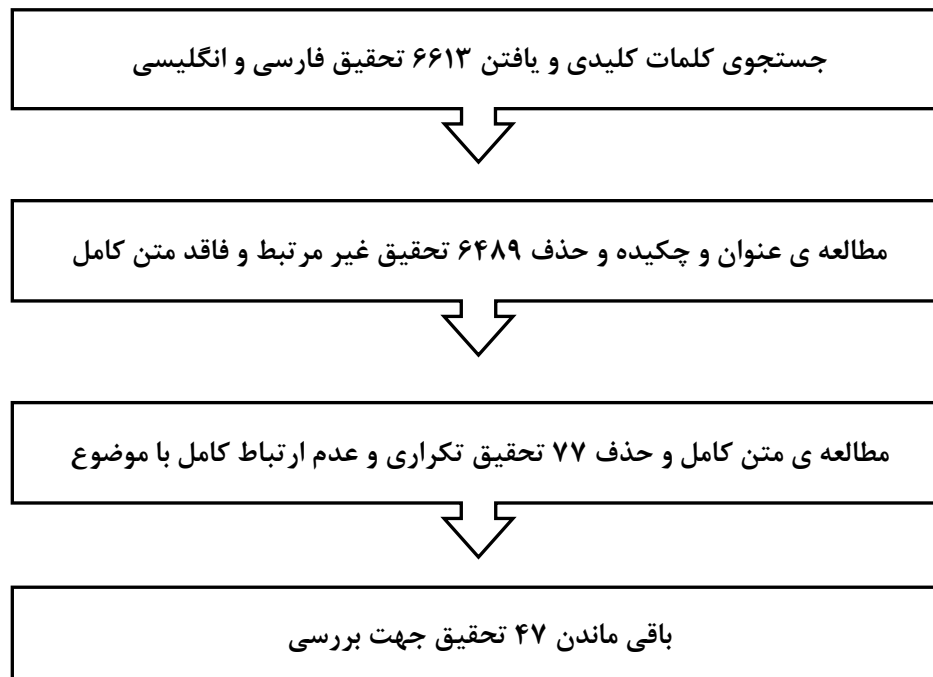 جستجوی کلمات کلیدی و یافتن ۶۶۱۳ تحقیق فارسی و انگلیسی
مطالعه ی عنوان و چکیده و حذف ۶۴۸۹ تحقیق غیر مرتبط و فاقد متن کامل
مطالعه ی متن کامل و حذف ۷۷ تحقیق تکراری و عدم ارتباط کامل با موضوع
باقی ماندن ۴۷ تحقیق جهت بررسی